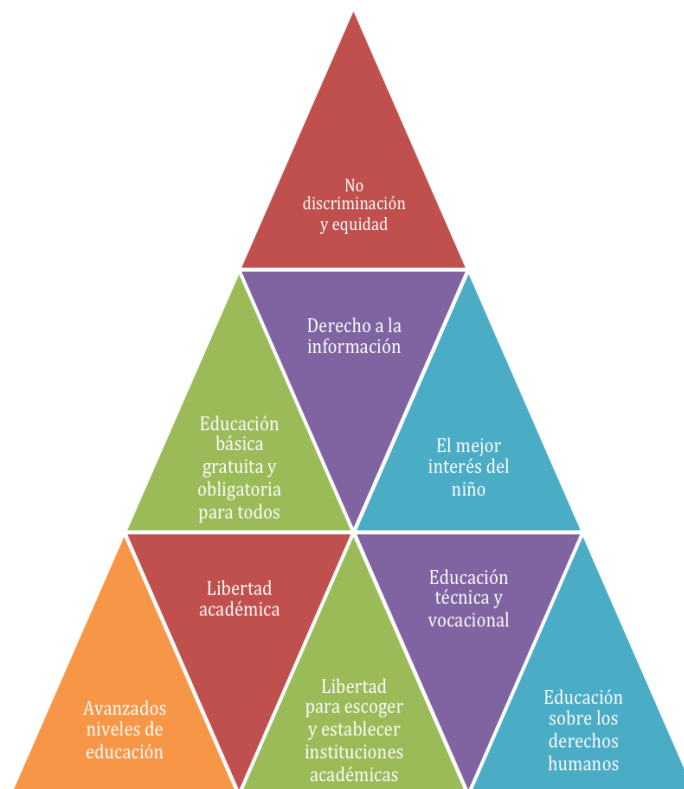 No
discriminación
y equidad
Derecho a la
información
Educación
básica
gratuita y
obligatoria
para todos
El mejor
interés del
niño
Libertad
académica
Educación
técnica y
vocacional
Avanzados
niveles de
educación
Libertad
para escoger
y establecer
instituciones
académicas
Educación
sobre los
derechos
humanos